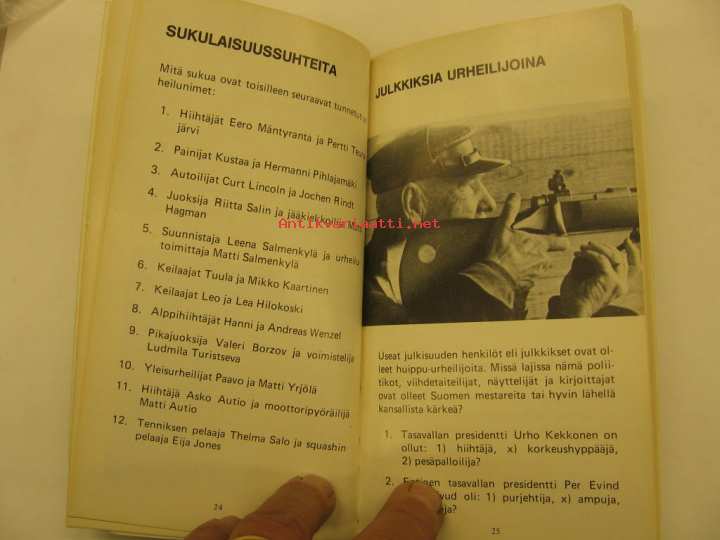 SUKULAISUUSSUHTEITA
Mitä sukua ovat toisilleen seuraavat tunnetut
heilunimet:
1. Hiihtäjät Eero Mäntyranta ja Pertti
järvi
2. Painijat Kustaa ja Hermanni Pihlajamäki
3. Autoilijat Curt Lincoln ja Jochen Rindt
4. Juoksija Riitta Salin ja jääkiekkoilija
Hagman
5. Suunnistaja Leena Salmenkylä ja urheilu
toimittaja Matti Salmenkylä
6. Keilaajat Tuula ja Mikko Kaartinen
7. Keilaajat Leo ja Lea Hilokoski
8. Alppihiihtäjät Hanni ja Andreas Wenzel
9. Pikajuoksija Valeri Borzov ja voimistelija
Ludmila Turistseva
10. Yleisurheilijat Paavo ja Matti Yrjölä
11. Hiihtäjä Asko Autio ja moottoripyöräilijä
Matti Autio
12. Tenniksen pelaaja Thelma Salo ja squashin
pelaaja Eija Jones
24
JULKKIKSIA URHEILIJOINA
Antikvariaatti.net
Useat julkisuuden henkilöt eli julkkikset ovat ol-
leet huippu-urheilijoita. Missä lajissa nämä polii-
tikot, viihdetaiteilijat, näyttelijät ja kirjoittajat
ovat olleet Suomen mestareita tai hyvin lähellä
kansallista kärkeä?
1. Tasavallan presidentti Urho Kekkonen on
ollut: 1) hiihtäjä, x) korkeushyppääjä,
2) pesäpalloilija?
2. tasavallan presidentti Per Evind
vud oli: 1) purjehtija, x) ampuja,
25